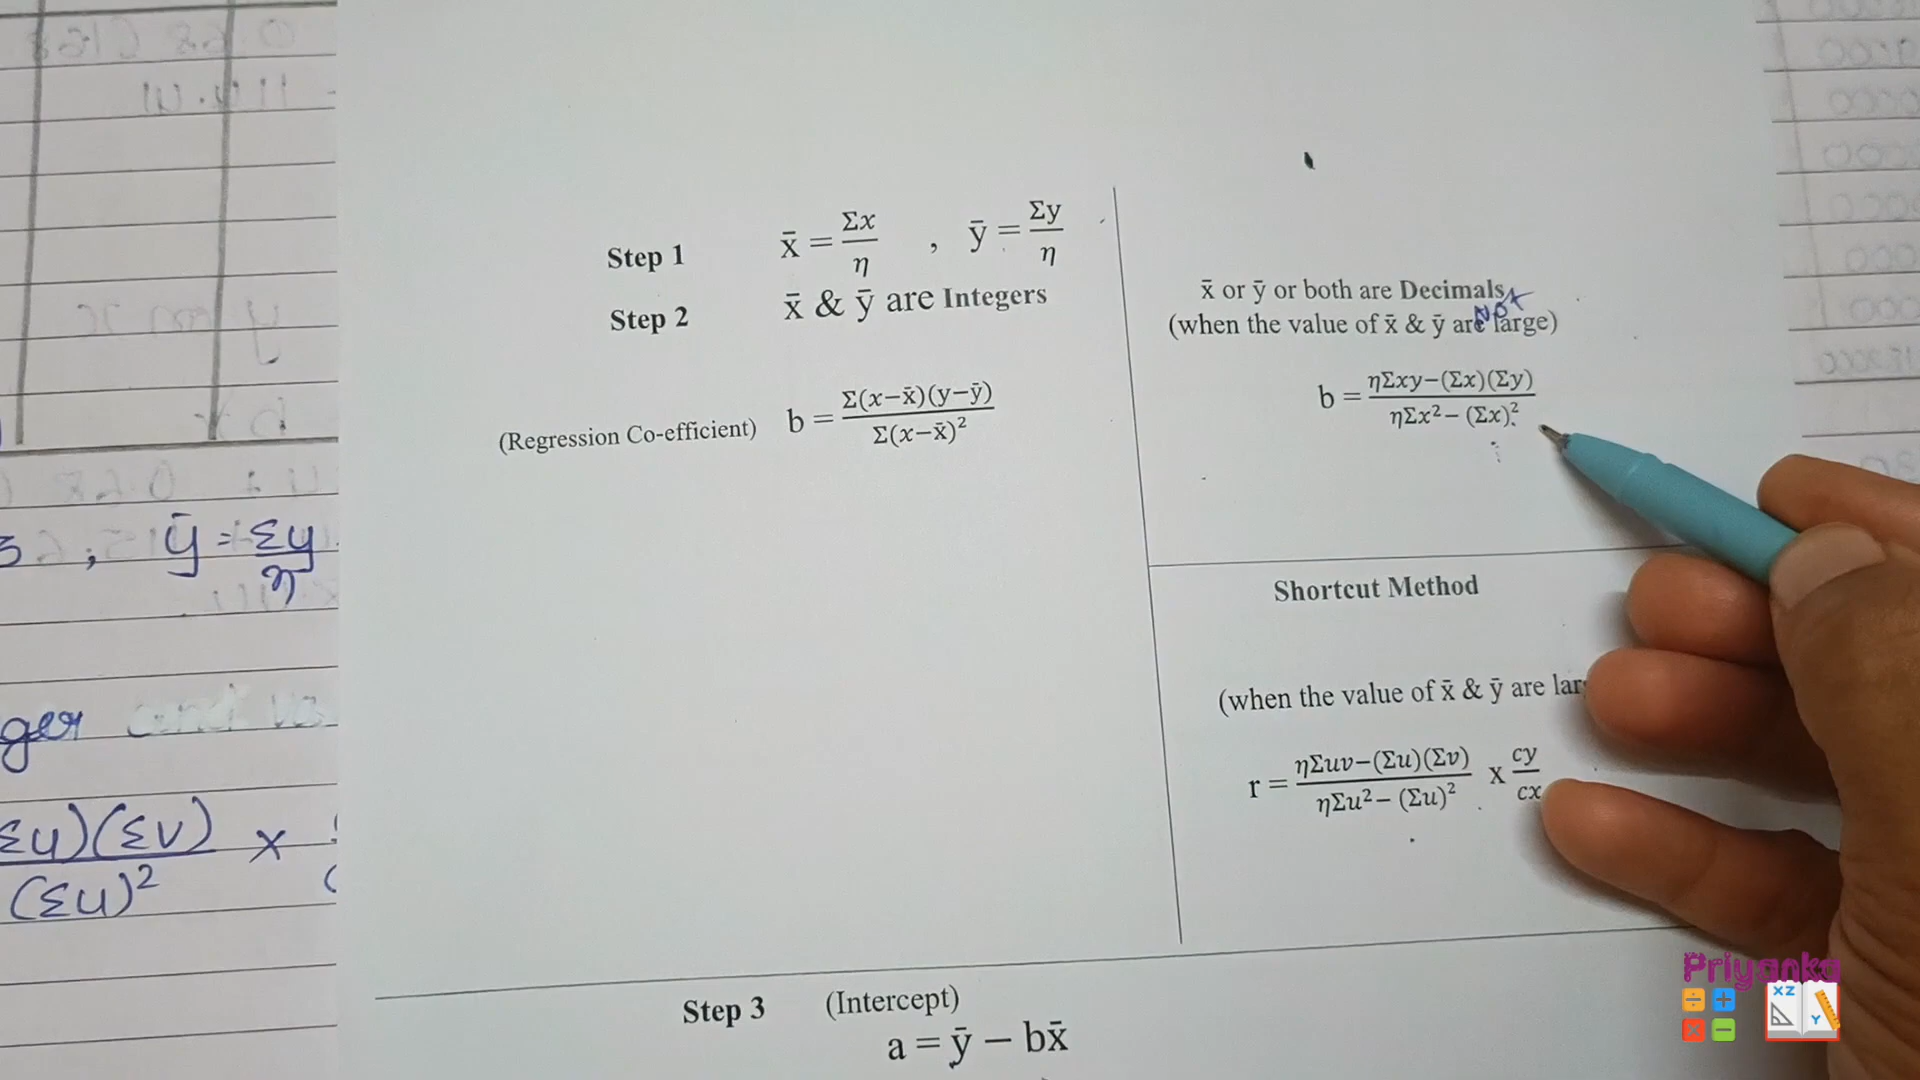 Step 1 x̄ = Σx/η , ȳ = Σy/η
Step 2 x̄ & ȳ are Integers
(Regression Co-efficient) b = Σ(x−x̄)(y−ȳ)/Σ(x−x̄)²
x̄ or ȳ or both are Decimals
Not
(when the value of x̄ & ȳ are large)
b = ηΣxy−(Σx)(Σy)/ηΣx²− (Σx)²
Shortcut Method
(when the value of x̄ & ȳ are lar
r = ηΣuv−(Σu)(Σv)/ηΣu²− (Σu)² x cy/cx
Step 3 (Intercept)
a = ȳ − bx̄
; ȳ = Σy/η
ger
Σu)(Σv) ×
(Σu)²
Priyanka
XZ
Y